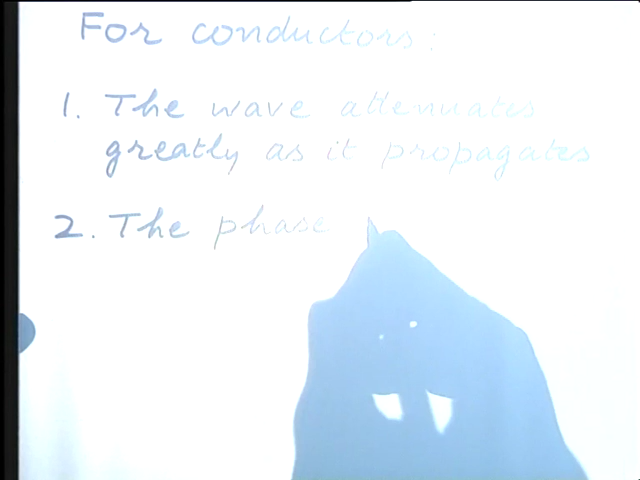 For conductors:
1. The wave attenuates
greatly as it propagates
2. The phase